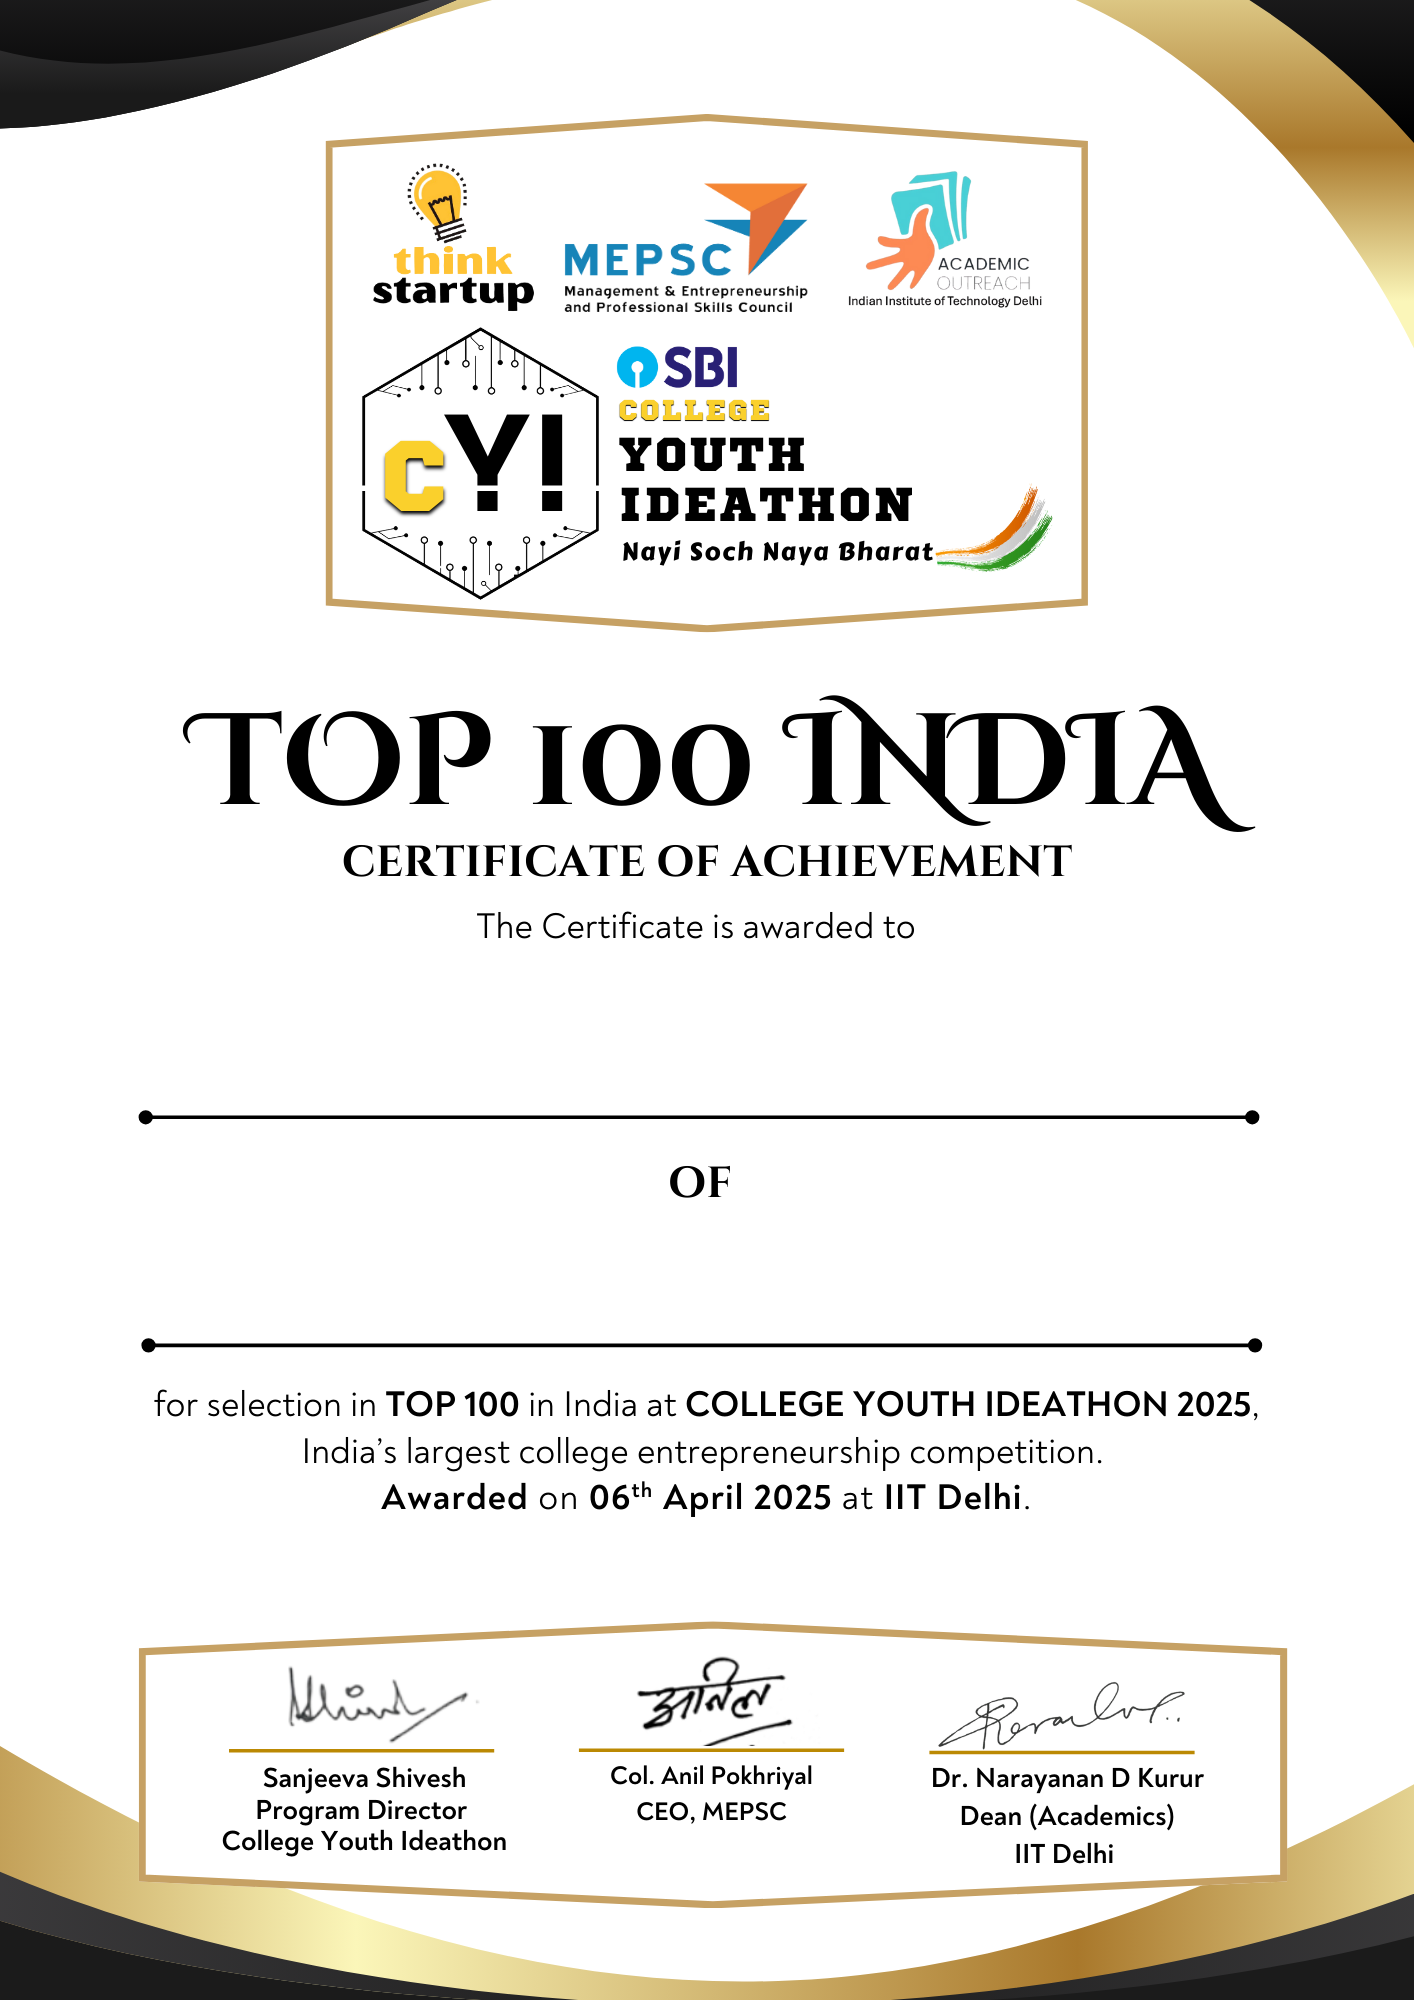 think
startup
MEPSC
Management & Entrepreneurship
and Professional Skills Council
ACADEMIC
OUTREACH
Indian Institute of Technology Delhi
cY!
SBI
COLLEGE
YOUTH
IDEATHON
Nayi Soch Naya Bharat
TOP 100 INDIA
CERTIFICATE OF ACHIEVEMENT
The Certificate is awarded to
OF
for selection in TOP 100 in India at COLLEGE YOUTH IDEATHON 2025,
India's largest college entrepreneurship competition.
Awarded on 06th April 2025 at IIT Delhi.
अनिल
Sanjeeva Shivesh
Program Director
College Youth Ideathon
Col. Anil Pokhriyal
CEO, MEPSC
Dr. Narayanan D Kurur
Dean (Academics)
IIT Delhi